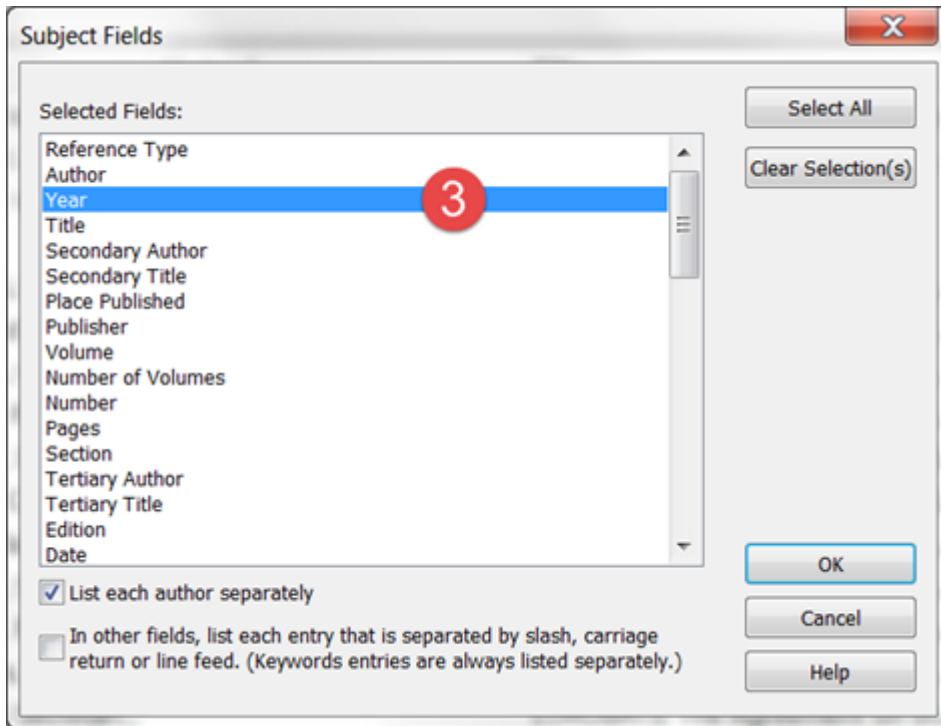 Subject Fields
Selected Fields:
Reference Type
Author
Year
3
Title
Secondary Author
Secondary Title
Place Published
Publisher
Volume
Number of Volumes
Number
Pages
Section
Tertiary Author
Tertiary Title
Edition
Date
List each author separately
In other fields, list each entry that is separated by slash, carriage
return or line feed. (Keywords entries are always listed separately.)
Select All
Clear Selection(s)
OK
Cancel
Help